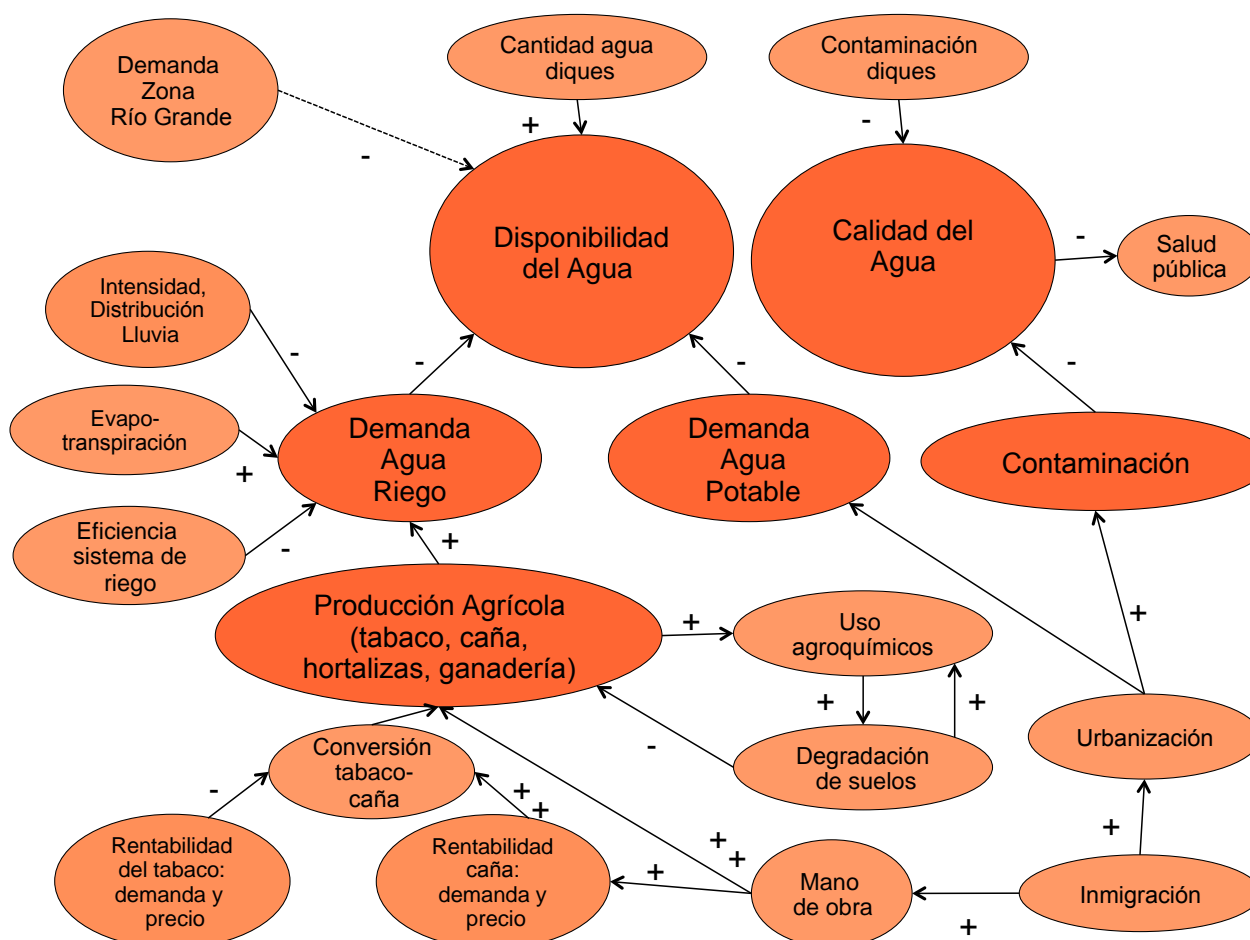 Demanda
Zona
Río Grande
Cantidad agua
diques
Contaminación
diques
+
-
-
Disponibilidad
del Agua
Calidad del
Agua
-
Salud
pública
Intensidad,
Distribución
Lluvia
-
-
-
-
Evapo-
transpiración
+
Demanda
Agua
Riego
Demanda
Agua
Potable
Contaminación
Eficiencia
sistema de
riego
-
+
Producción Agrícola
(tabaco, caña,
hortalizas, ganadería)
+
Uso
agroquímicos
+
+
+
-
Degradación
de suelos
Urbanización
Conversión
tabaco-
caña
-
+
+
+
+
+
Rentabilidad
del tabaco:
demanda y
precio
Rentabilidad
caña:
demanda y
precio
+
Mano
de obra
+
Inmigración